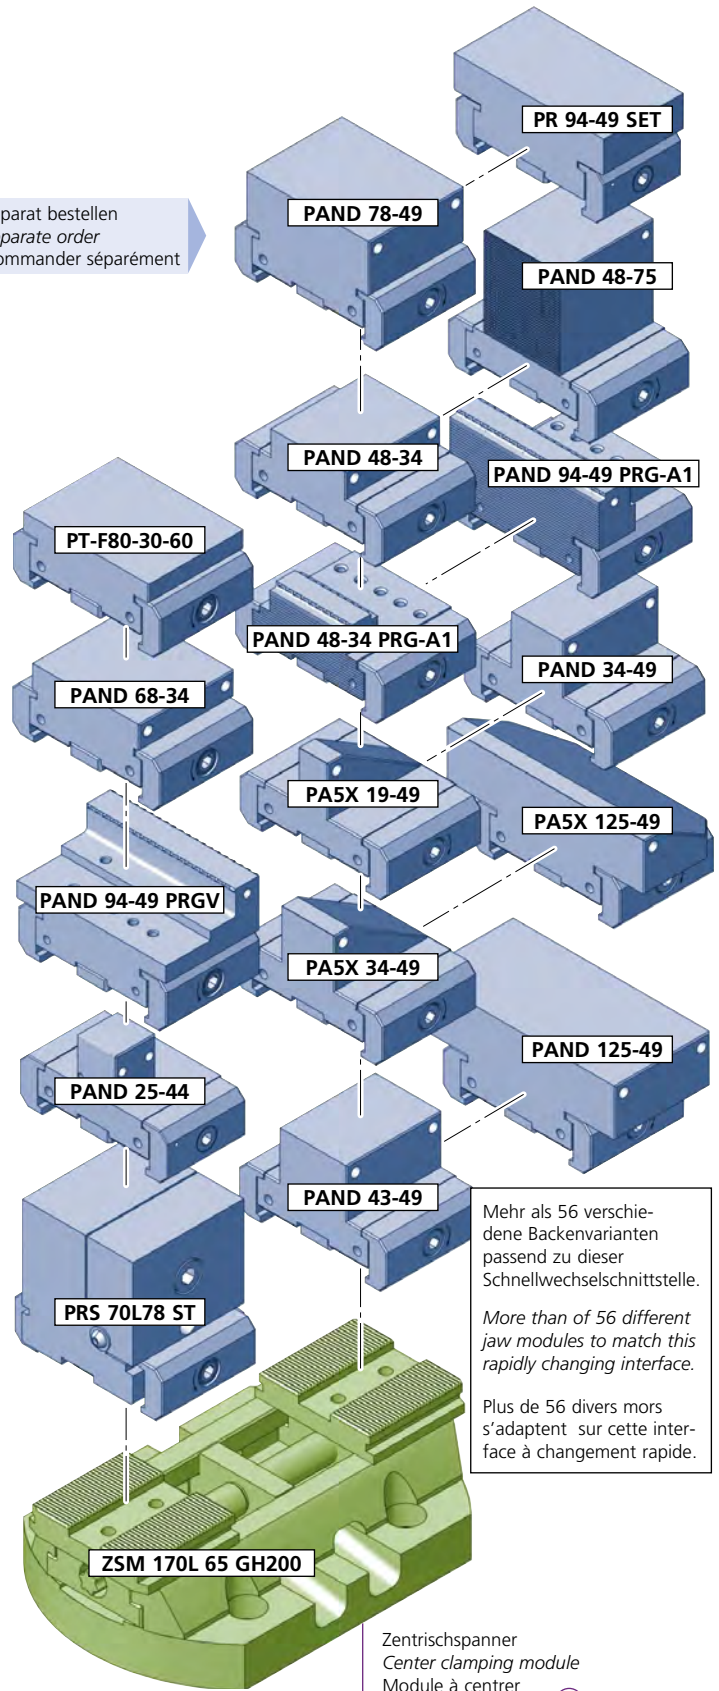 PR 94-49 SET
PAND 78-49
bestellen
order
séparément
PAND 48-75
PAND 48-34
PAND 94-49 PRG-A1
PT-F80-30-60
PAND 48-34 PRG-A1
PAND 34-49
PAND 68-34
PA5X 19-49
PA5X 125-49
PAND 94-49 PRGV
PA5X 34-49
PAND 125-49
PAND 25-44
PAND 43-49
Mehr als 56 verschie-
dene Backenvarianten
passend zu dieser
Schnellwechselschnittstelle.
More than of 56 different
jaw modules to match this
rapidly changing interface.
Plus de 56 divers mors
s'adaptent sur cette inter-
face à changement rapide.
PRS 70L78 ST
ZSM 170L 65 GH200
Zentrischspanner
Center clamping module
Module à centrer